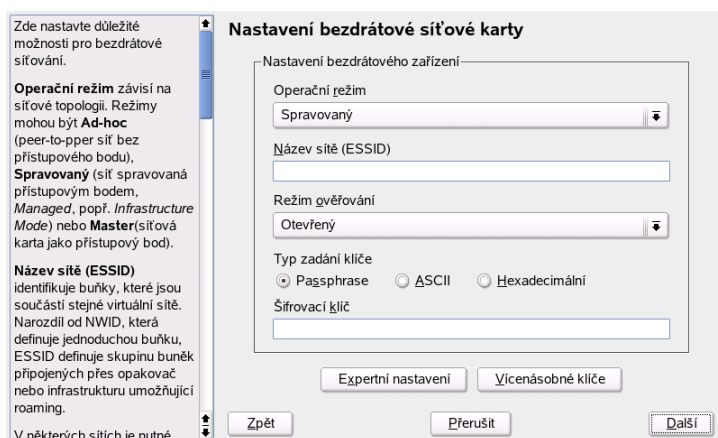 Zde nastavte důležité
možnosti pro bezdrátové
síťování.
Operační režim závisí na
síťové topologii. Režimy
mohou být Ad-hoc
(peer-to-pper síť bez
přístupového bodu),
Spravovaný (síť spravovaná
přístupovým bodem,
Managed, popř. Infrastructure
Mode) nebo Master(síťová
karta jako přístupový bod).
Název sítě (ESSID)
identifikuje buňky, které jsou
součástí stejné virtuální sítě.
Narozdíl od NWID, která
definuje jednoduchou buňku,
ESSID definuje skupinu buněk
připojených přes opakovač
nebo infrastrukturu umožňující
roaming.
V některých sítích je nutné
Nastavení bezdrátové síťové karty
Nastavení bezdrátového zařízení
Operační režim
Spravovaný
Název sítě (ESSID)
Režim ověřování
Otevřený
Typ zadání klíče
Passphrase ASCII Hexadecimální
Šifrovací klíč
Expertní nastavení Vícenásobné klíče
Zpět Přerušit Další